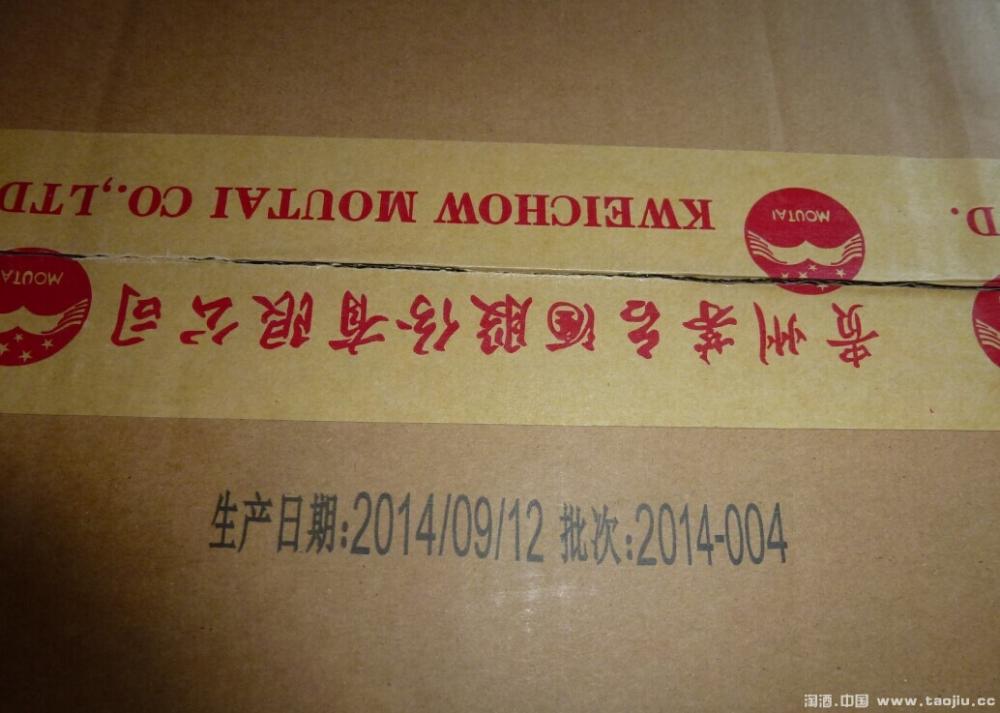 D. MOUTAI KWEICHOW MOUTAI CO.,LTD
贵州茅台酒股份有限公司 MOUTAI
生产日期:2014/09/12 批次:2014-004
淘酒.中国 www.taojiu.cc